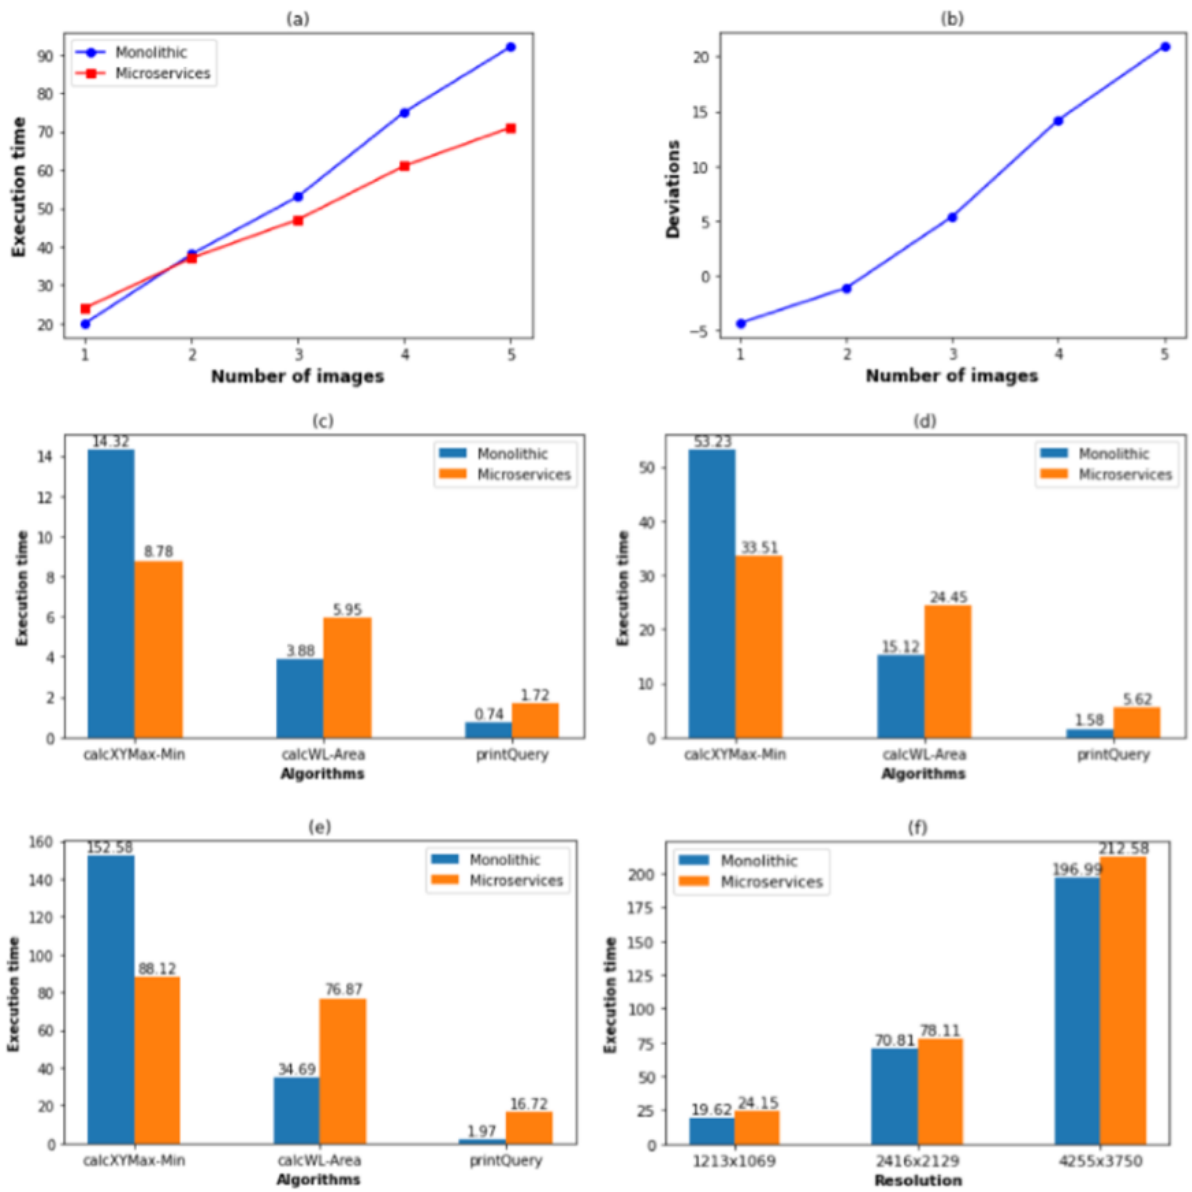 (a)
Monolithic
Microservices
90
80
70
60
50
40
30
20
Execution time
1 2 3 4 5
Number of images
(b)
20
15
10
5
0
−5
Deviations
1 2 3 4 5
Number of images
(c)
Monolithic
Microservices
14
12
10
8
6
4
2
0
Execution time
14.32
8.78
3.88
5.95
0.74
1.72
calcXYMax-Min calcWL-Area printQuery
Algorithms
(d)
Monolithic
Microservices
50
40
30
20
10
0
Execution time
53.23
33.51
15.12
24.45
1.58
5.62
calcXYMax-Min calcWL-Area printQuery
Algorithms
(e)
Monolithic
Microservices
160
140
120
100
80
60
40
20
0
Execution time
152.58
88.12
34.69
76.87
1.97
16.72
calcXYMax-Min calcWL-Area printQuery
Algorithms
(f)
Monolithic
Microservices
200
175
150
125
100
75
50
25
0
Execution time
19.62
24.15
70.81
78.11
196.99
212.58
1213x1069 2416x2129 4255x3750
Resolution